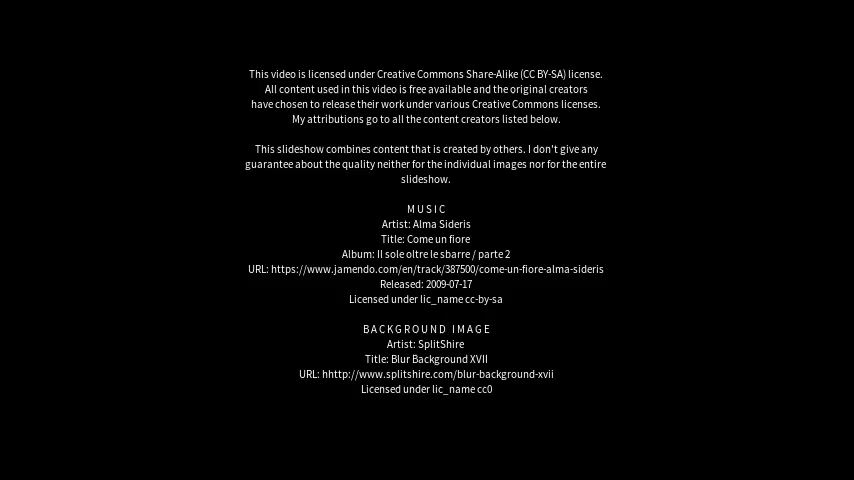 This video is licensed under Creative Commons Share-Alike (CC BY-SA) license.
All content used in this video is free available and the original creators
have chosen to release their work under various Creative Commons licenses.
My attributions go to all the content creators listed below.
This slideshow combines content that is created by others. I don't give any
guarantee about the quality neither for the individual images nor for the entire
slideshow.
MUSIC
Artist: Alma Sideris
Title: Come un fiore
Album: Il sole oltre le sbarre / parte 2
URL: https://www.jamendo.com/en/track/387500/come-un-fiore-alma-sideris
Released: 2009-07-17
Licensed under lic_name cc-by-sa
BACKGROUND IMAGE
Artist: SplitShire
Title: Blur Background XVII
URL: hhttp://www.splitshire.com/blur-background-xvii
Licensed under lic_name cc0